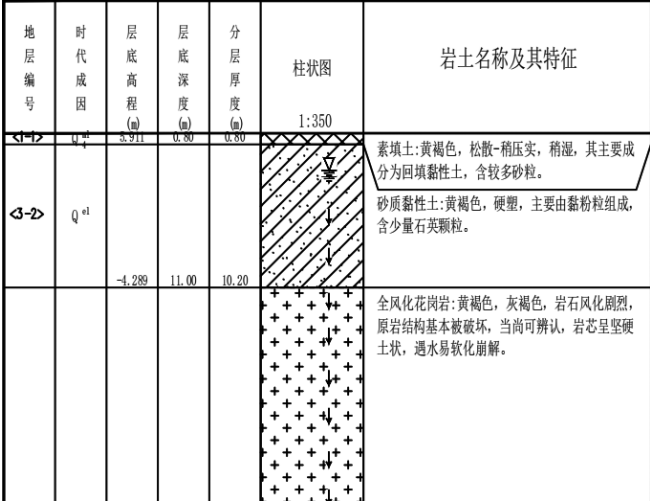 地层编号
时代成因
层底高程(m)
层底深度(m)
分层厚度(m)
柱状图
1:350
岩土名称及其特征
<1-1>
Q 4 ml
5.911
0.80
0.80
素填土:黄褐色，松散-稍压实，稍湿，其主要成
分为回填黏性土，含较多砂粒。
<3-2>
Q el
砂质黏性土:黄褐色，硬塑，主要由黏粉粒组成，
含少量石英颗粒。
-4.289
11.00
10.20
全风化花岗岩:黄褐色，灰褐色，岩石风化剧烈，
原岩结构基本被破坏，当尚可辨认，岩芯呈坚硬
土状，遇水易软化崩解。